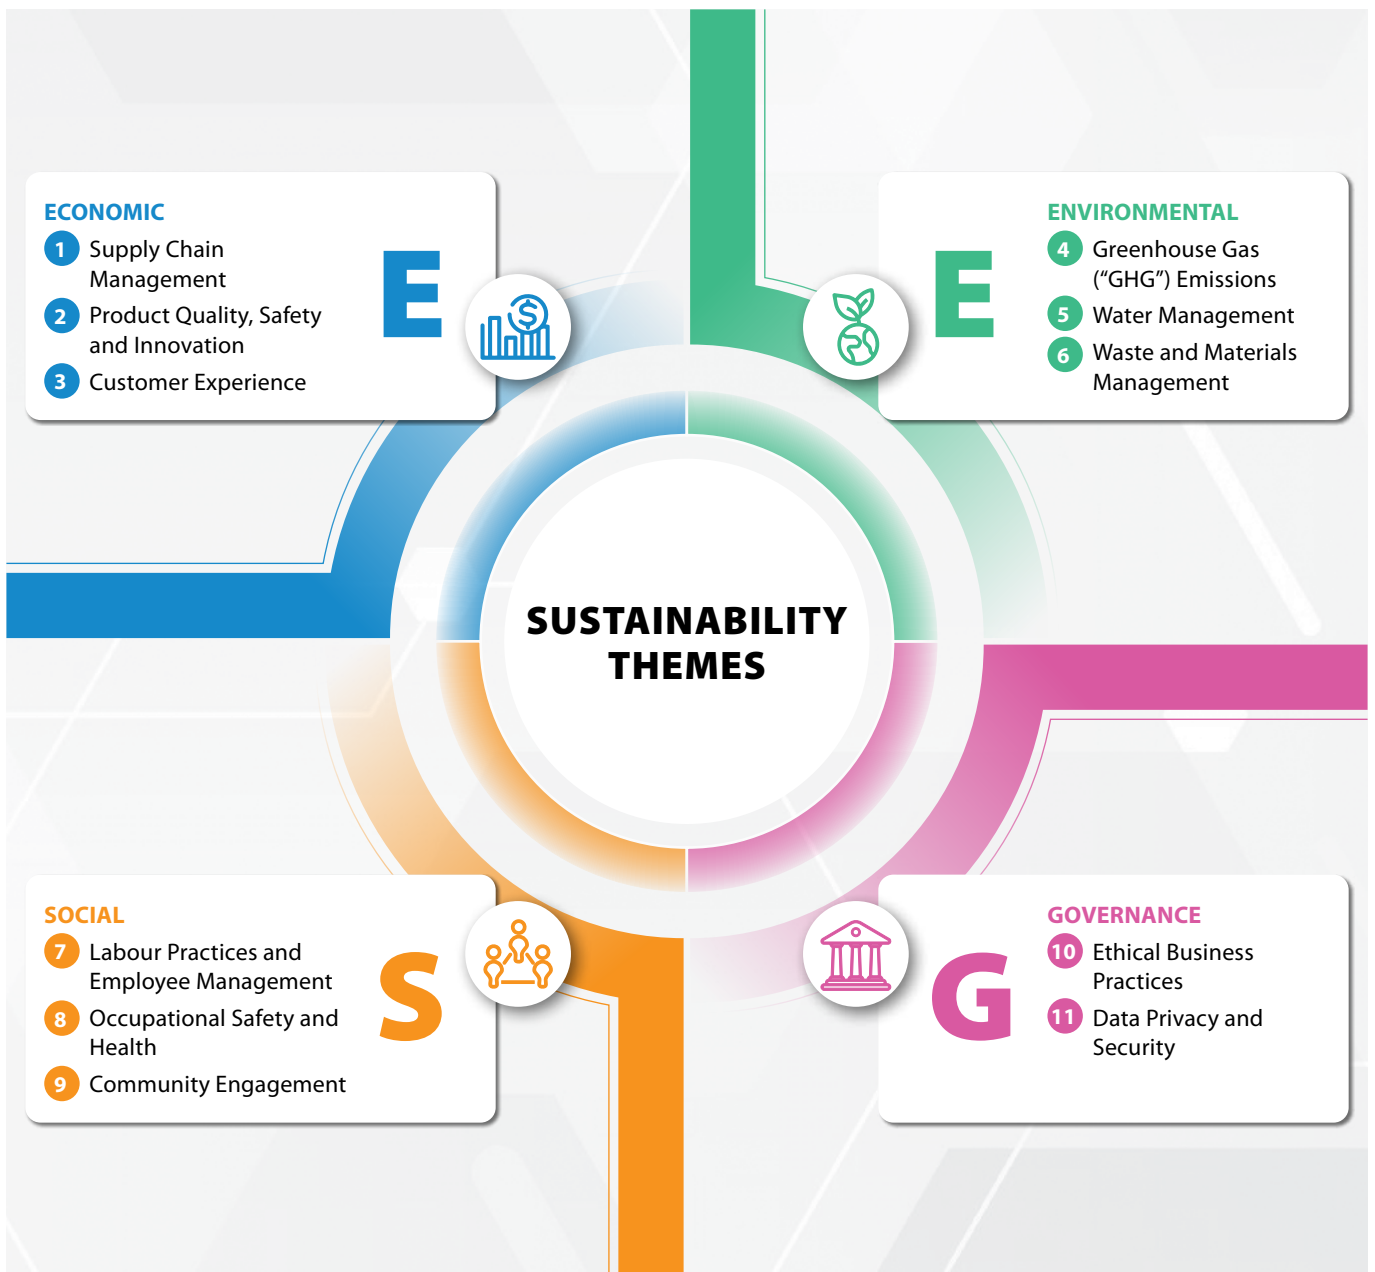 ECONOMIC
1 Supply Chain
Management
2 Product Quality, Safety
and Innovation
3 Customer Experience
E
$
E
ENVIRONMENTAL
4 Greenhouse Gas
(“GHG”) Emissions
5 Water Management
6 Waste and Materials
Management
SUSTAINABILITY
THEMES
SOCIAL
7 Labour Practices and
Employee Management
8 Occupational Safety and
Health
9 Community Engagement
S
G
GOVERNANCE
10 Ethical Business
Practices
11 Data Privacy and
Security